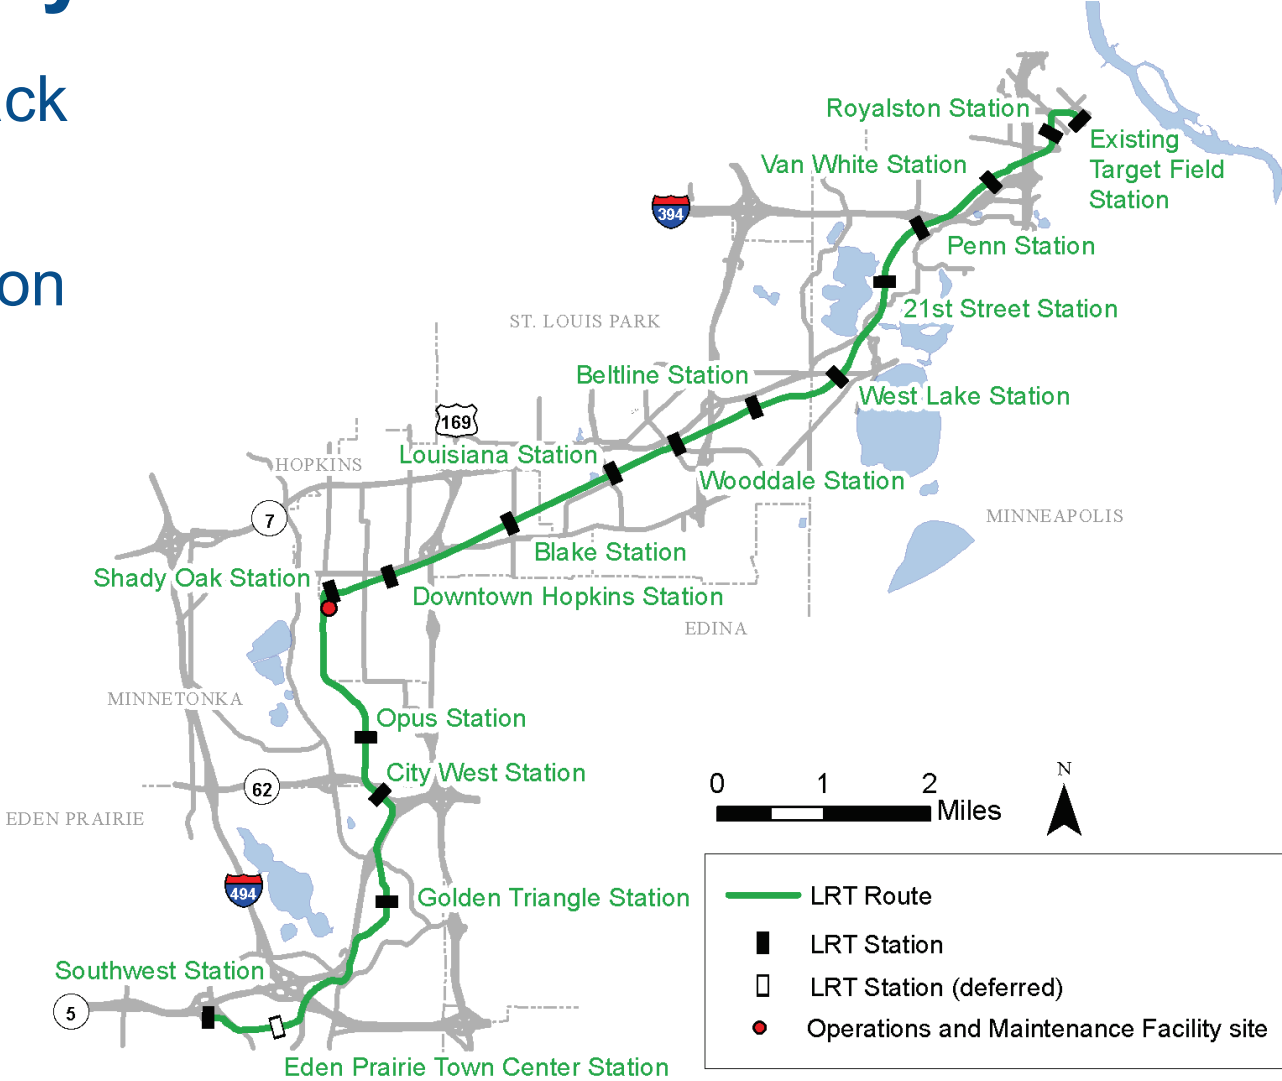 y
ack
on
Royalston Station
Existing
Target Field
Station
Van White Station
394
Penn Station
21st Street Station
ST. LOUIS PARK
Beltline Station
West Lake Station
169
Louisiana Station
HOPKINS
Wooddale Station
7
MINNEAPOLIS
Blake Station
Shady Oak Station
Downtown Hopkins Station
EDINA
MINNETONKA
Opus Station
City West Station
62
0 1 2
Miles
N
EDEN PRAIRIE
494
Golden Triangle Station
LRT Route
LRT Station
Southwest Station
LRT Station (deferred)
5
Operations and Maintenance Facility site
Eden Prairie Town Center Station